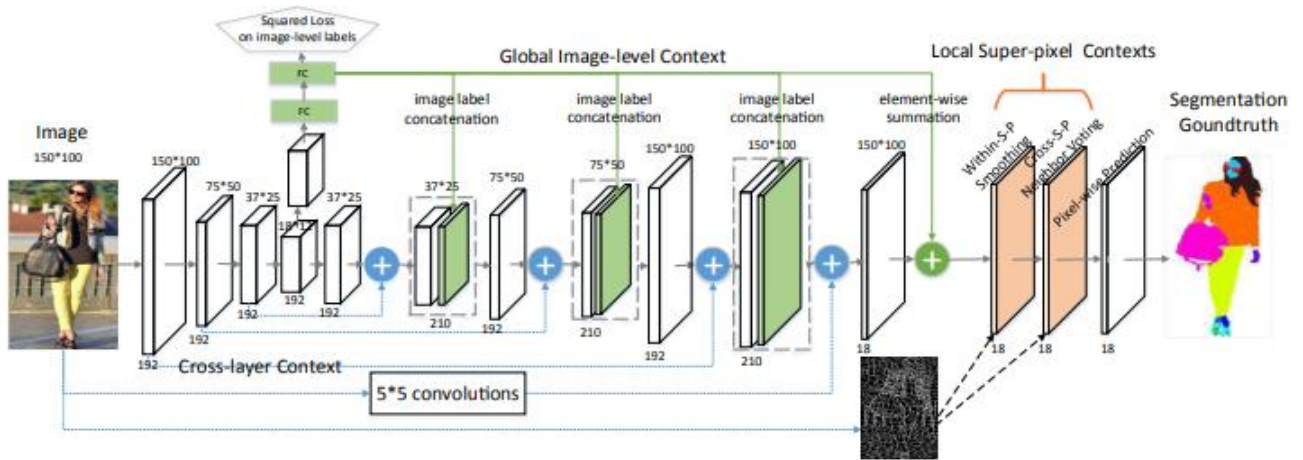 Squared Loss
on image-level labels
FC
FC
Global Image-level Context
Local Super-pixel Contexts
image label
concatenation
image label
concatenation
image label
concatenation
element-wise
summation
Segmentation
Goundtruth
Image
150*100
150*100
75*50
37*25
37*25
37*25
75*50
75*50
150*100
150*100
150*100
Within-S-P
Smoothing
Cross-S-P
Neighbor Voting
Pixel-wise Prediction
192
192
192
192
192
210
192
210
192
210
18
18
18
18
Cross-layer Context
5*5 convolutions